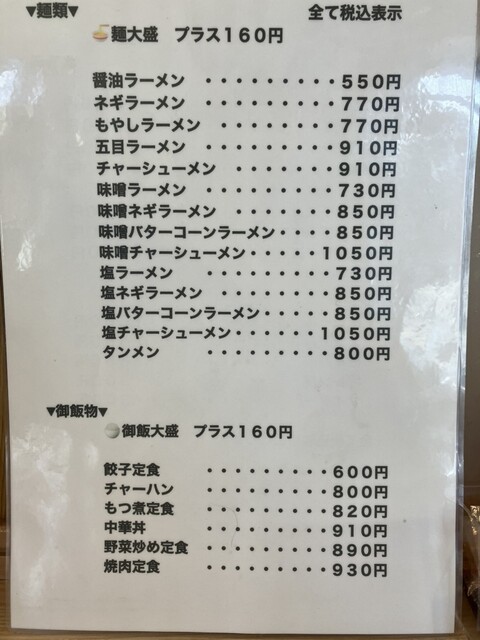 ▼麺類▼ 全て税込表示
🍜麺大盛 プラス160円
醤油ラーメン ・・・・・・・・・550円
ネギラーメン ・・・・・・・・・770円
もやしラーメン ・・・・・・・・770円
五目ラーメン ・・・・・・・・・910円
チャーシューメン ・・・・・・・910円
味噌ラーメン ・・・・・・・・・730円
味噌ネギラーメン ・・・・・・・850円
味噌バターコーンラーメン・・・・850円
味噌チャーシューメン・・・・・1050円
塩ラーメン ・・・・・・・・・730円
塩ネギラーメン ・・・・・・・・850円
塩バターコーンラーメン・・・・・850円
塩チャーシューメン・・・・・・1050円
タンメン ・・・・・・・・・800円
▼御飯物▼
🍚御飯大盛 プラス160円
餃子定食 ・・・・・・・・・600円
チャーハン ・・・・・・・・・800円
もつ煮定食 ・・・・・・・・・820円
中華丼 ・・・・・・・・・910円
野菜炒め定食 ・・・・・・・・・890円
焼肉定食 ・・・・・・・・・930円